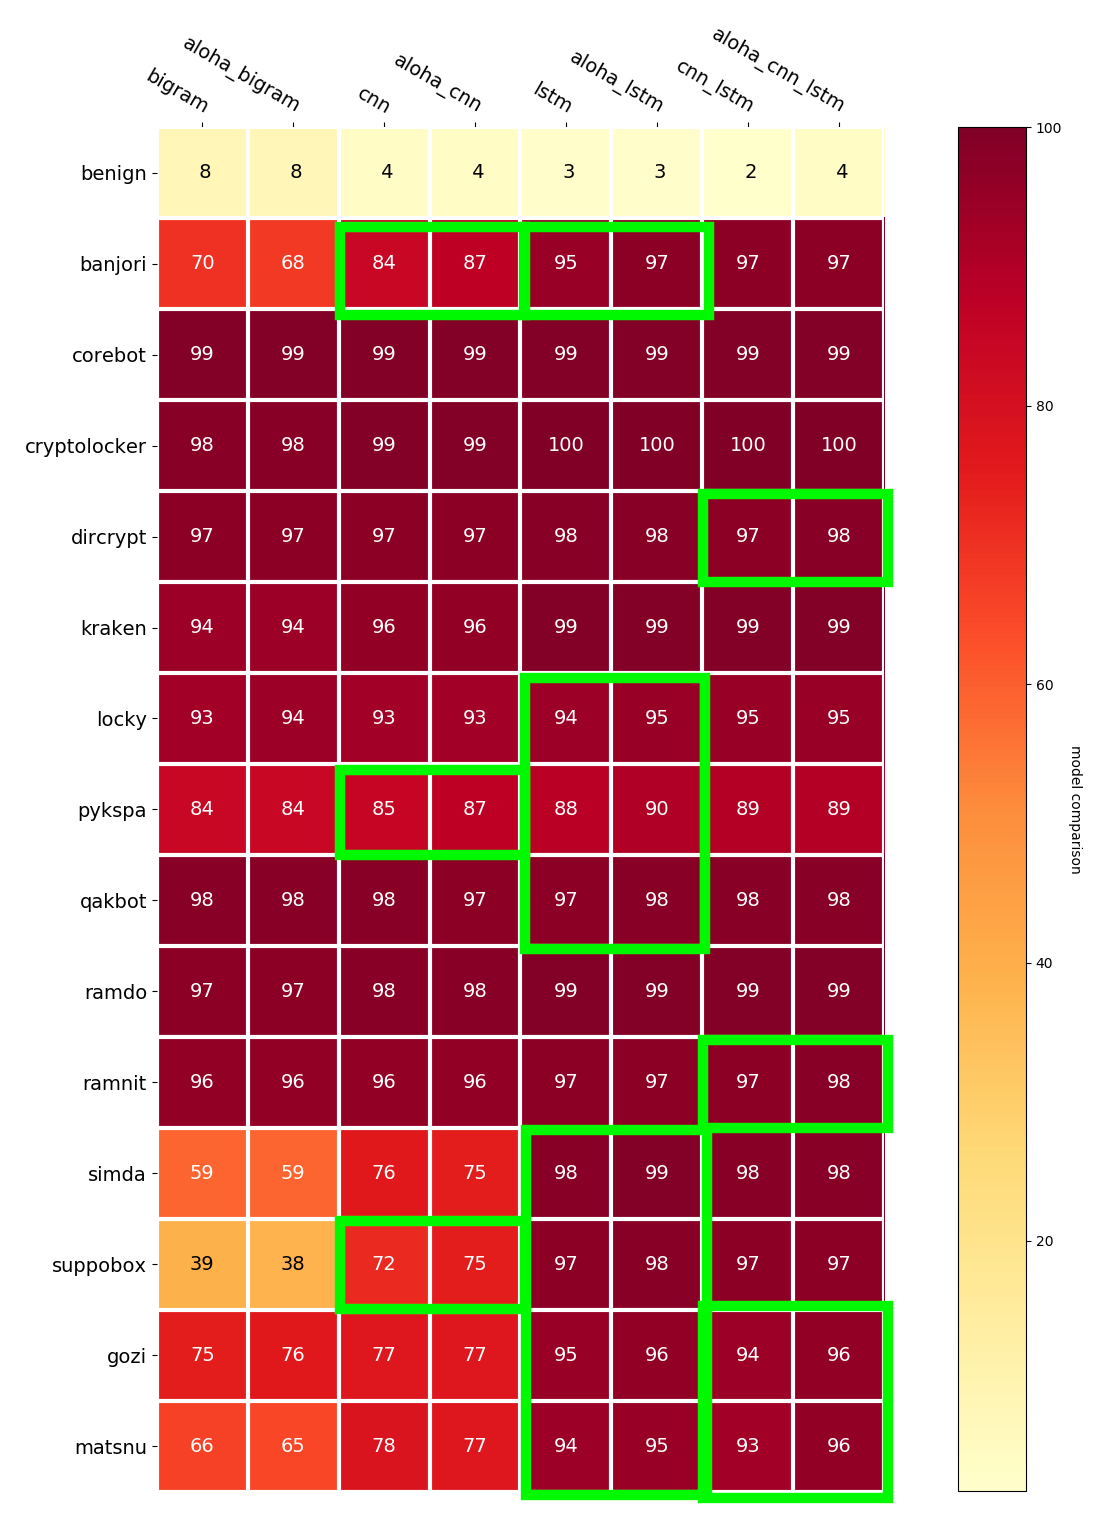 bigram aloha_bigram cnn aloha_cnn lstm aloha_lstm cnn_lstm aloha_cnn_lstm
benign 8 8 4 4 3 3 2 4
banjori 70 68 84 87 95 97 97 97
corebot 99 99 99 99 99 99 99 99
cryptolocker 98 98 99 99 100 100 100 100
dircrypt 97 97 97 97 98 98 97 98
kraken 94 94 96 96 99 99 99 99
locky 93 94 93 93 94 95 95 95
pykspa 84 84 85 87 88 90 89 89
qakbot 98 98 98 97 97 98 98 98
ramdo 97 97 98 98 99 99 99 99
ramnit 96 96 96 96 97 97 97 98
simda 59 59 76 75 98 99 98 98
suppobox 39 38 72 75 97 98 97 97
gozi 75 76 77 77 95 96 94 96
matsnu 66 65 78 77 94 95 93 96
100
80
60
40
20
model comparison